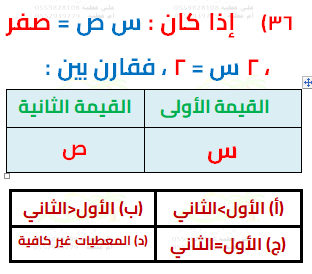 ٣٦) إذا كان : س ص = صفر
، ٢ س = ٢ ، فقارن بين :
القيمة الأولى القيمة الثانية
س ص
(أ) الأول>الثاني (ب) الأول<الثاني
(ج) الأول=الثاني (د) المعطيات غير كافية